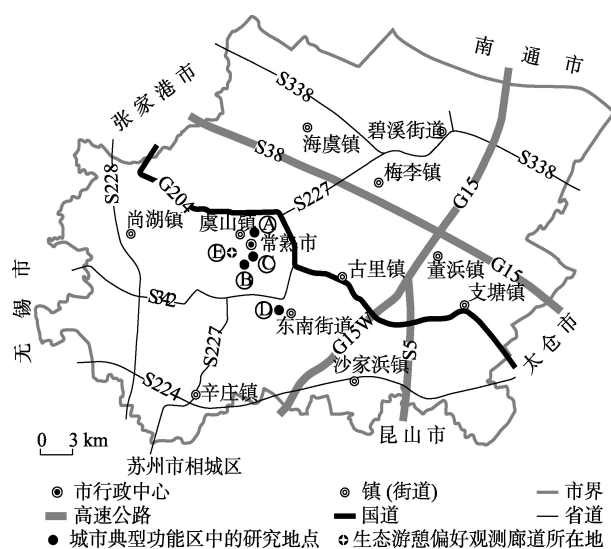 南通市
S338
张家港市
碧溪街道
海虞镇
S38
S338
梅李镇
S228
S227
G15
G204
尚湖镇
虞山镇
A
常熟市
E
C
B
古里镇
董浜镇
G15
支塘镇
S342
无锡市
D
东南街道
G15W
S227
S5
太仓市
沙家浜镇
S224
辛庄镇
昆山市
0 3 km
苏州市相城区
市行政中心 镇(街道) 市界
高速公路 国道 省道
城市典型功能区中的研究地点 生态游憩偏好观测廊道所在地